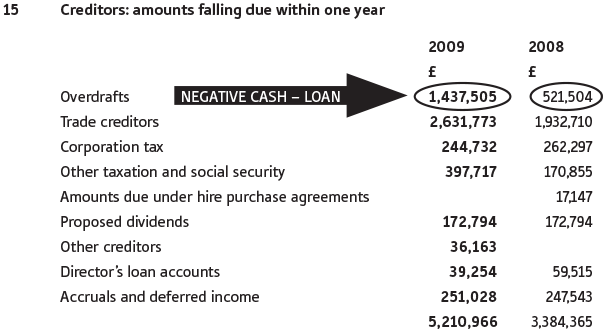 15 Creditors: amounts falling due within one year
2009 2008
£ £
Overdrafts NEGATIVE CASH – LOAN 1,437,505 521,504
Trade creditors 2,631,773 1,932,710
Corporation tax 244,732 262,297
Other taxation and social security 397,717 170,855
Amounts due under hire purchase agreements 17,147
Proposed dividends 172,794 172,794
Other creditors 36,163
Director’s loan accounts 39,254 59,515
Accruals and deferred income 251,028 247,543
5,210,966 3,384,365